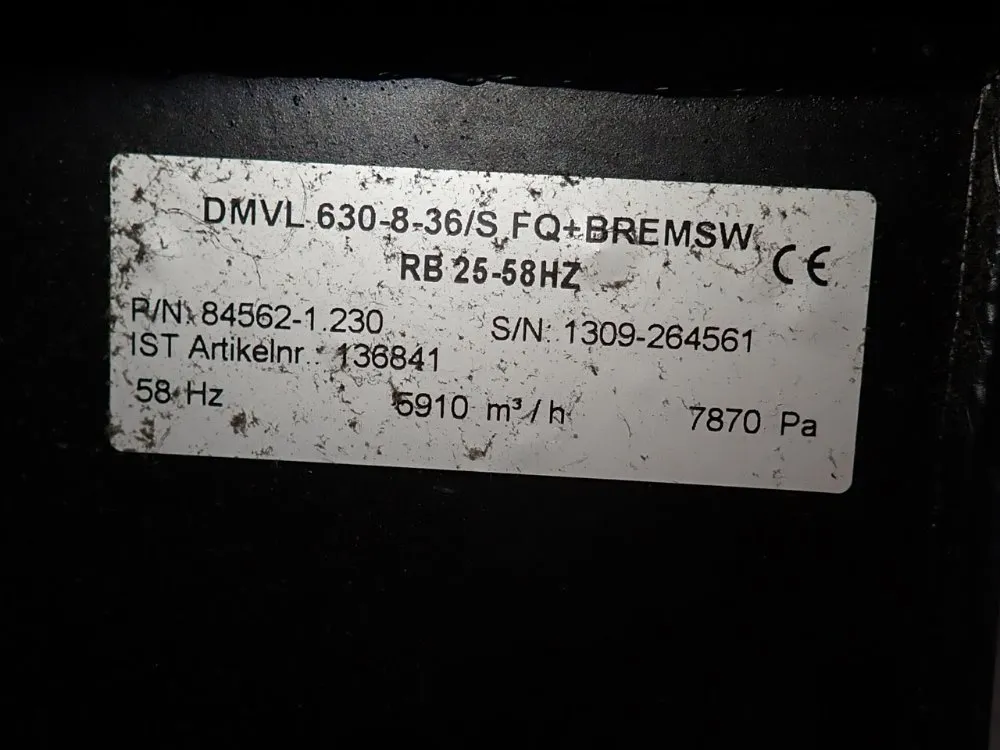 DMVL 630-8-36/S FQ+BREMSW
RB 25-58HZ
CE
P/N: 84562-1.230 S/N: 1309-264561
IST Artikelnr.: 136841
58 Hz 5910 m³/h 7870 Pa